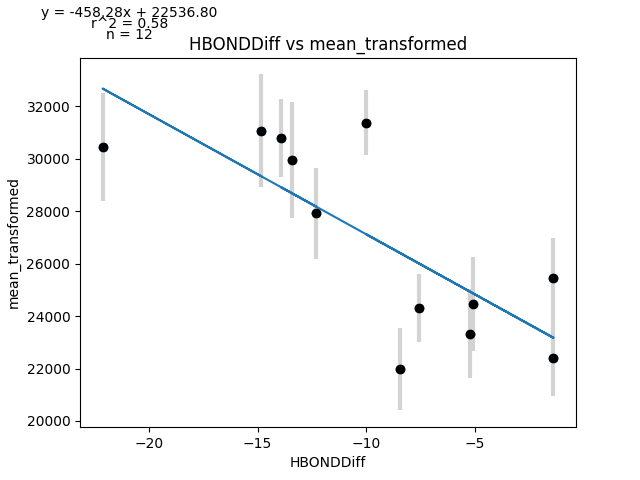 y = -458.28x + 22536.80
r^2 = 0.58
n = 12
HBONDDiff vs mean_transformed
mean_transformed
32000
30000
28000
26000
24000
22000
20000
−20
−15
−10
−5
HBONDDiff